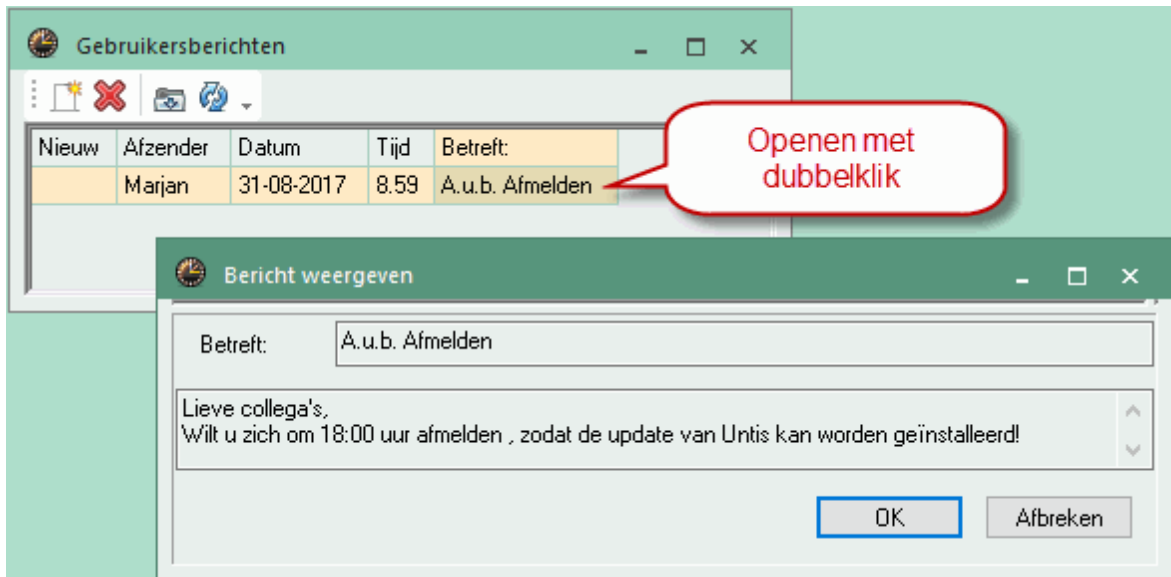 Gebruikersberichten
Nieuw Afzender Datum Tijd Betreft:
Marjan 31-08-2017 8.59 A.u.b. Afmelden
Openen met
dubbelklik
Bericht weergeven
Betreft: A.u.b. Afmelden
Lieve collega's,
Wilt u zich om 18:00 uur afmelden , zodat de update van Untis kan worden geïnstalleerd!
OK Afbreken